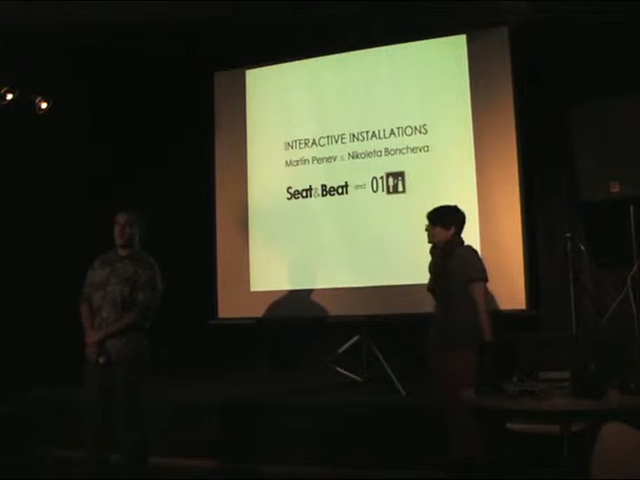 INTERACTIVE INSTALLATIONS
Martin Penev & Nikoleta Boncheva
Seat&Beat and 01